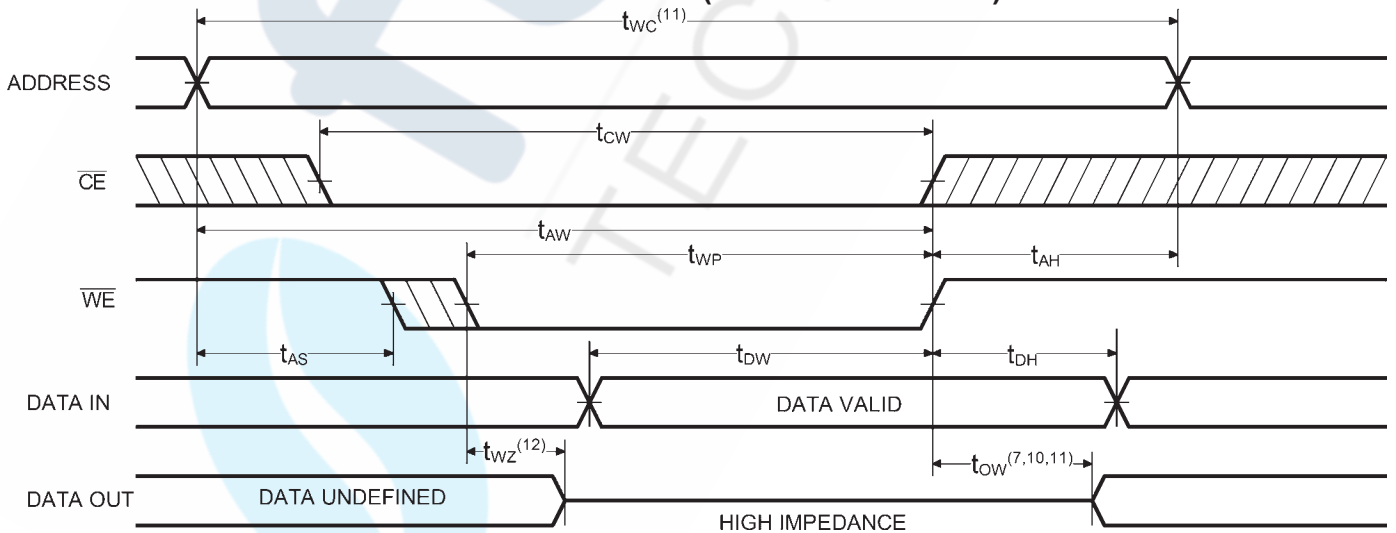 tWC(11)
ADDRESS
tCW
CE
tAW
tWP
tAH
WE
tAS
tDW
tDH
DATA IN
DATA VALID
tWZ(12)
tOW(7,10,11)
DATA OUT
DATA UNDEFINED
HIGH IMPEDANCE